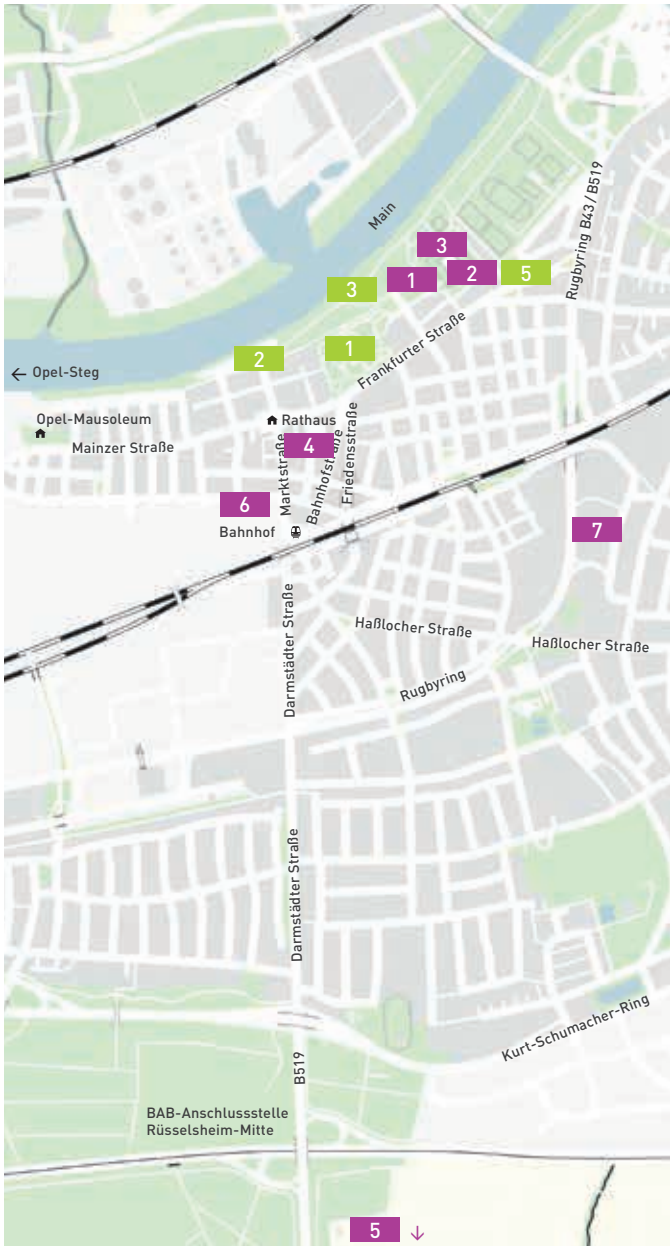 Main
Rugbyring B43 / B519
3
1
2
5
3
1
2
Frankfurter Straße
← Opel-Steg
Opel-Mausoleum
Rathaus
Mainzer Straße
4
Marktstraße
Bahnhofstraße
Friedensstraße
6
Bahnhof
7
Haßlocher Straße
Haßlocher Straße
Darmstädter Straße
Rugbyring
Darmstädter Straße
Kurt-Schumacher-Ring
B519
BAB-Anschlussstelle
Rüsselsheim-Mitte
5 ↓